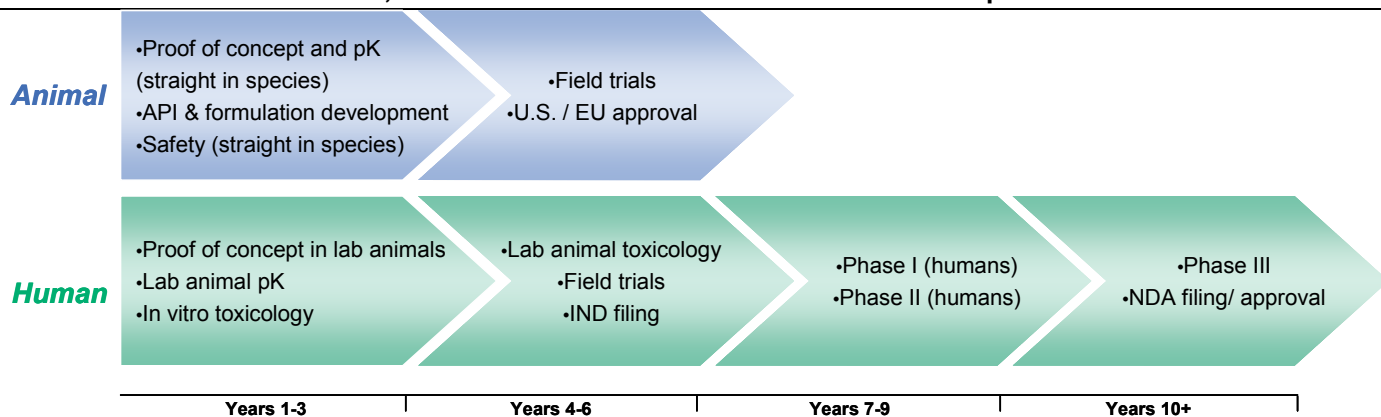 Animal
•Proof of concept and pK
(straight in species)
•API & formulation development
•Safety (straight in species)
•Field trials
•U.S. / EU approval
Human
•Proof of concept in lab animals
•Lab animal pK
•In vitro toxicology
•Lab animal toxicology
•Field trials
•IND filing
•Phase I (humans)
•Phase II (humans)
•Phase III
•NDA filing/ approval
Years 1-3
Years 4-6
Years 7-9
Years 10+